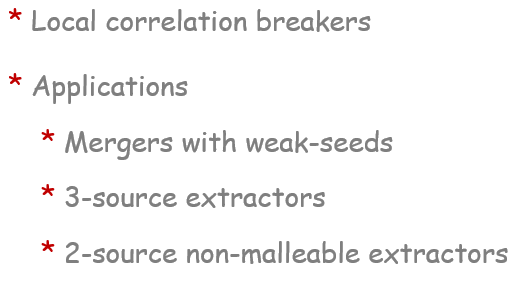 * Local correlation breakers
* Applications
* Mergers with weak-seeds
* 3-source extractors
* 2-source non-malleable extractors